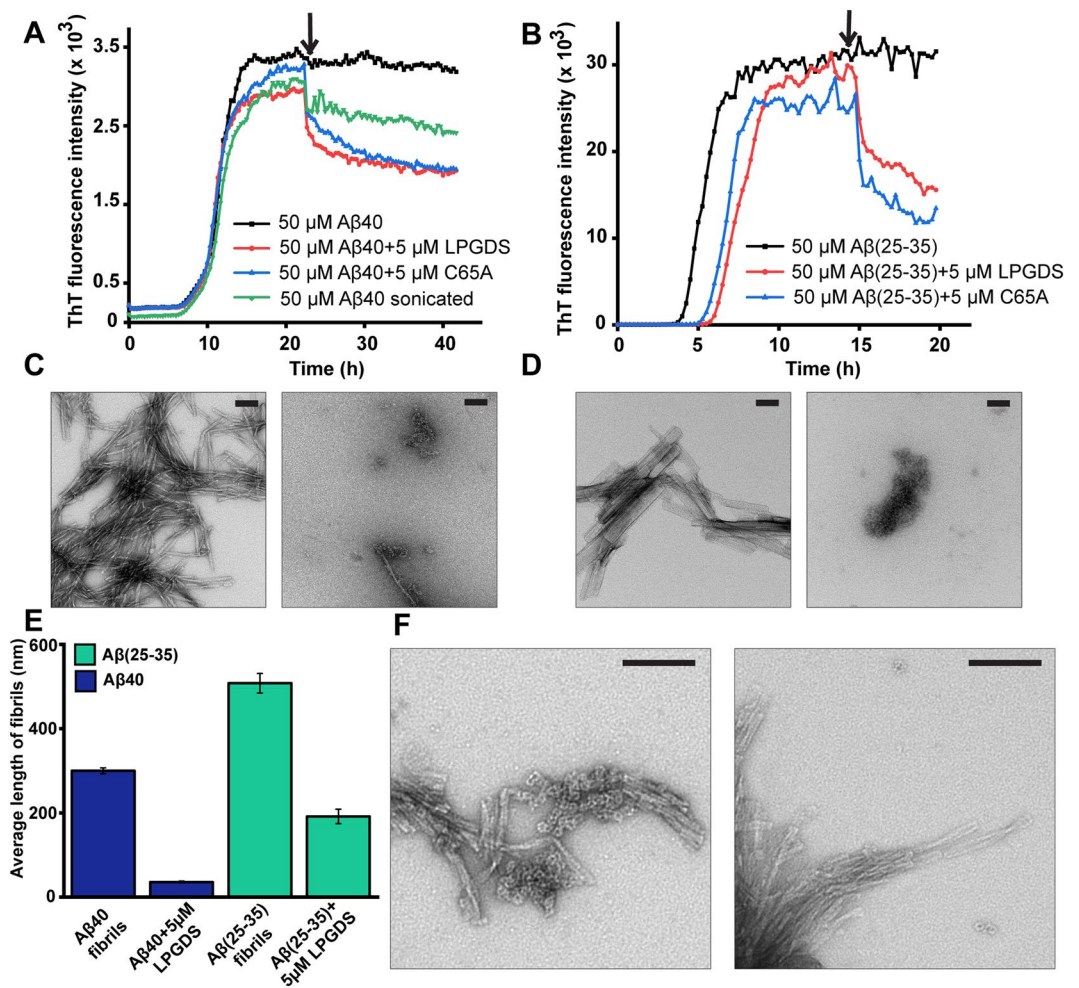 A
ThT fluorescence intensity (x 10³)
3.5
2.5
1.5
0.5
0
0
10
20
30
40
Time (h)
50 µM Aβ40
50 µM Aβ40+5 µM LPGDS
50 µM Aβ40+5 µM C65A
50 µM Aβ40 sonicated
B
ThT fluorescence intensity (x 10³)
30
20
10
0
0
5
10
15
20
Time (h)
50 µM Aβ(25-35)
50 µM Aβ(25-35)+5 µM LPGDS
50 µM Aβ(25-35)+5 µM C65A
C
D
E
Average length of fibrils (nm)
600
400
200
0
Aβ(25-35)
Aβ40
Aβ40
fibrils
Aβ40+5µM
LPGDS
Aβ(25-35)
fibrils
Aβ(25-35)+
5µM LPGDS
F